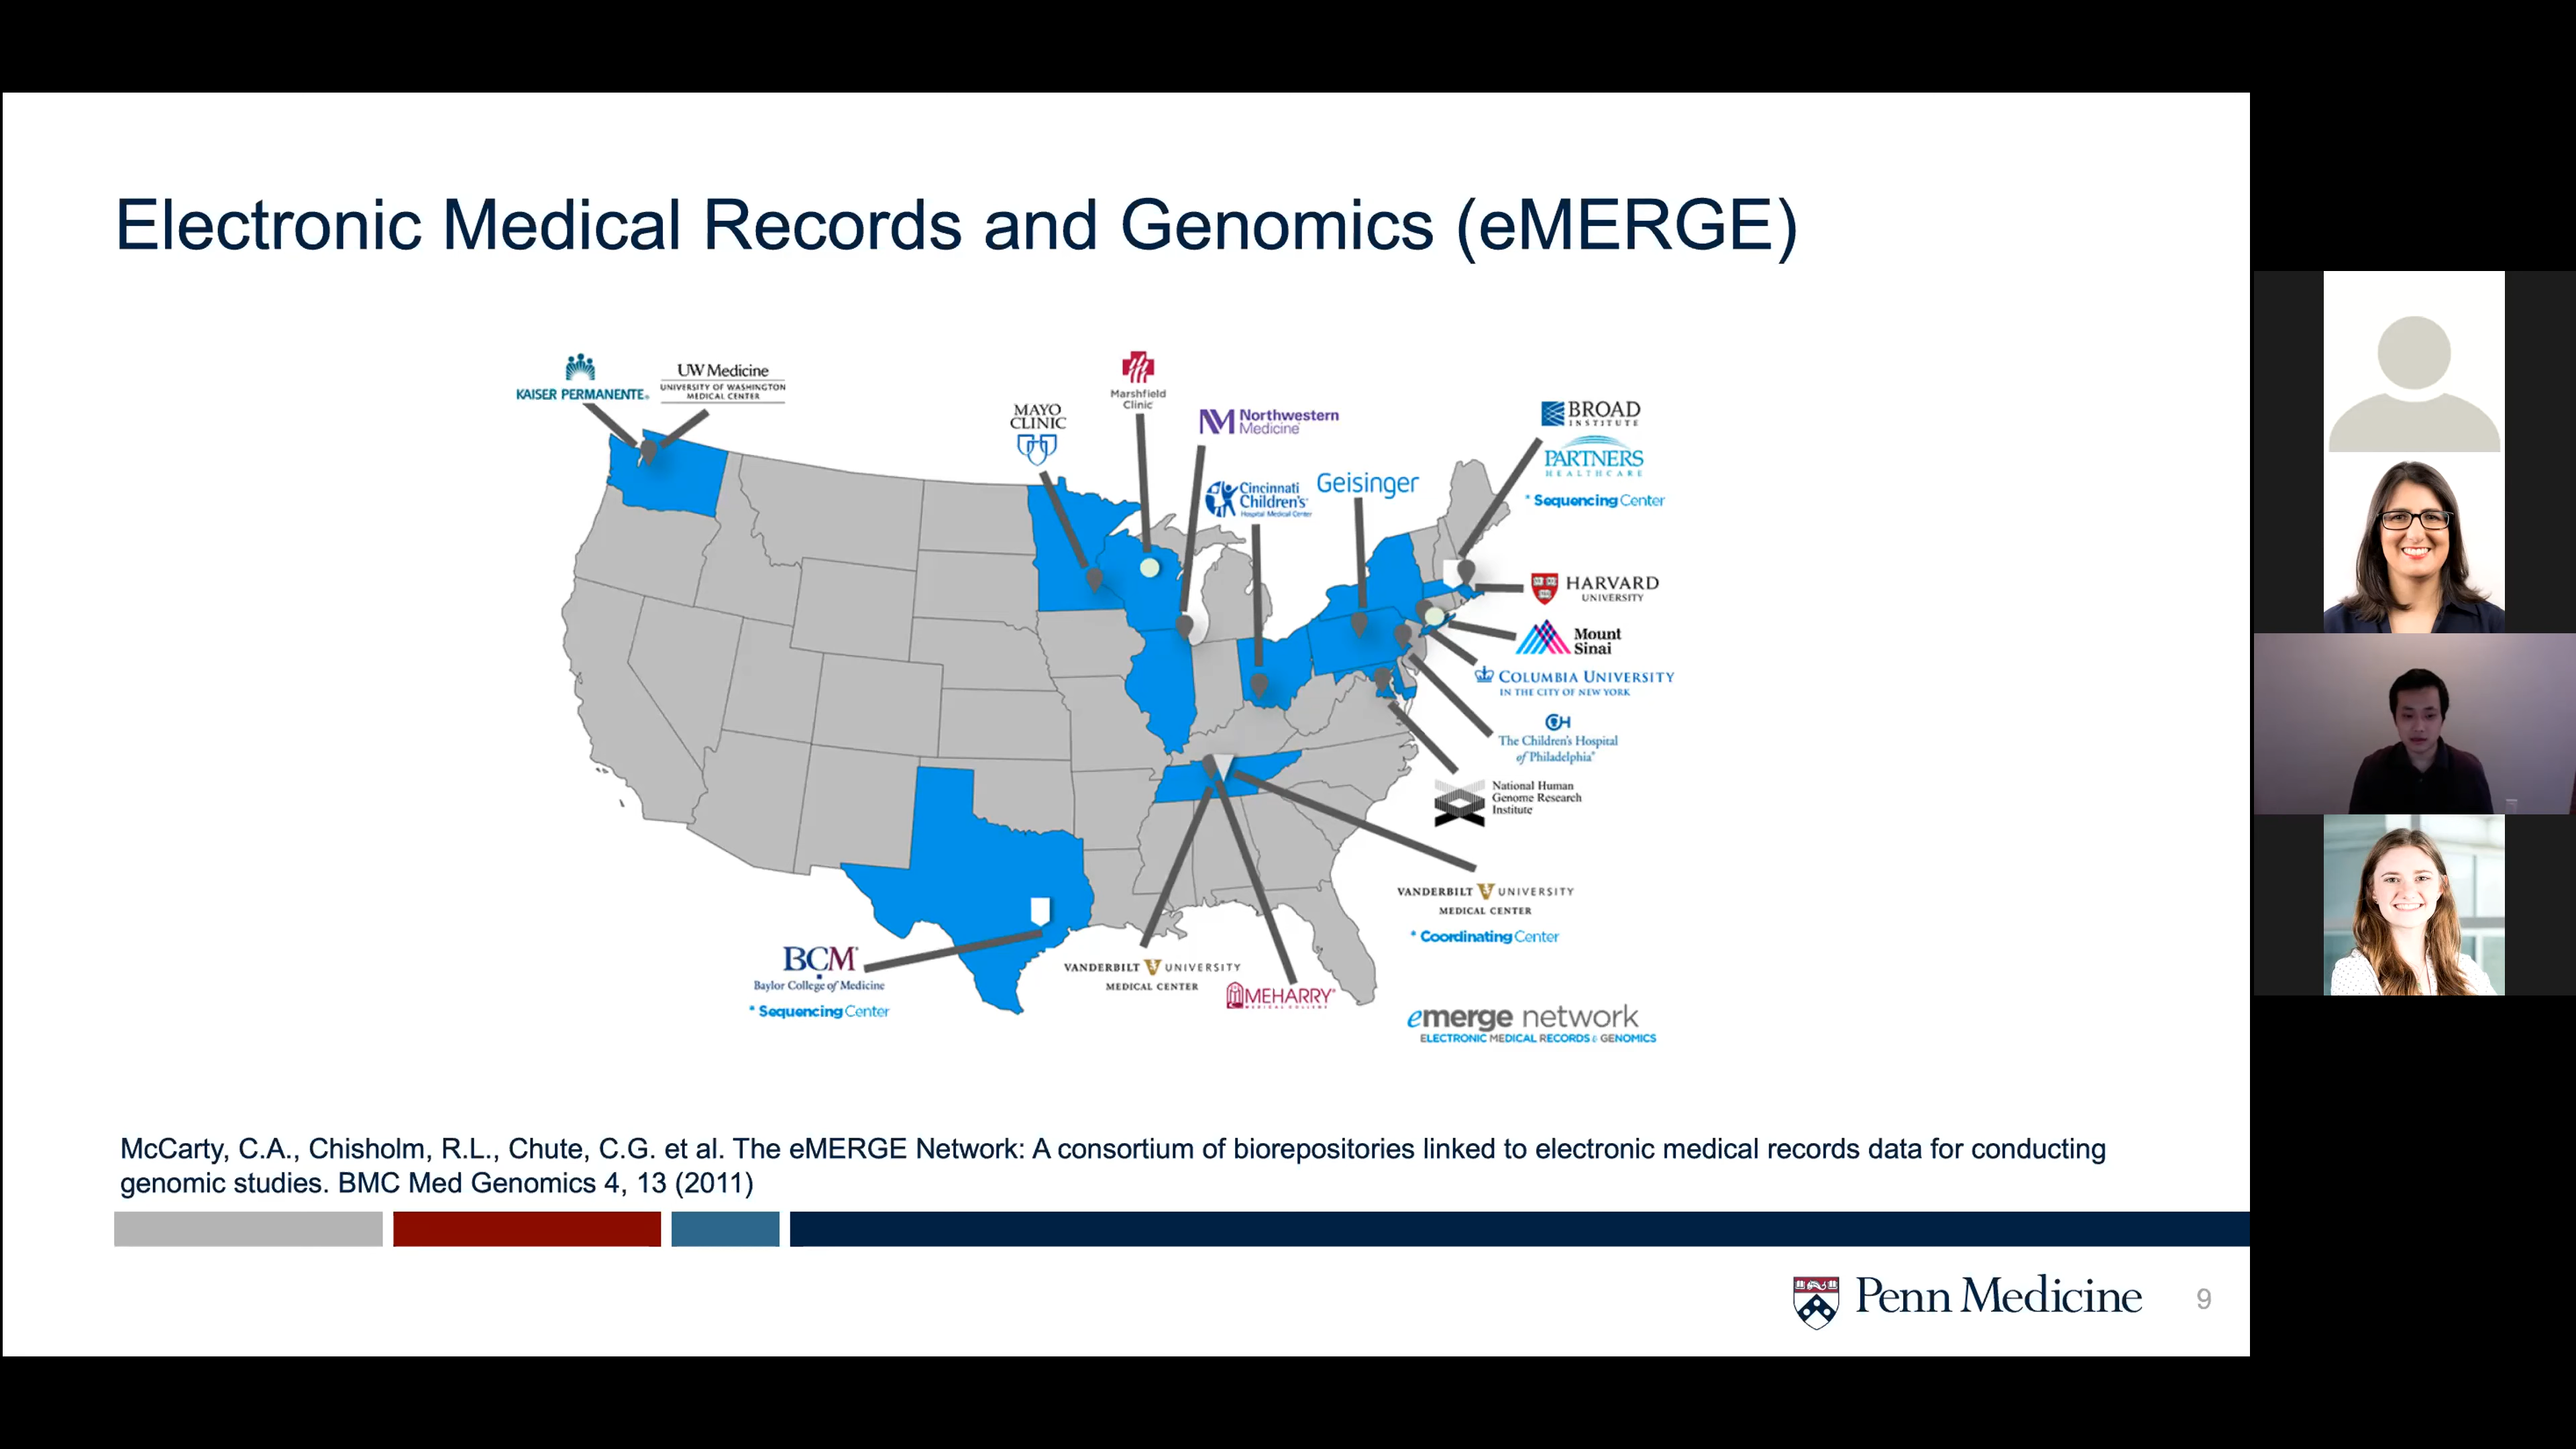 Electronic Medical Records and Genomics (eMERGE)
KAISER PERMANENTE®
UW Medicine
UNIVERSITY OF WASHINGTON
MEDICAL CENTER
MAYO
CLINIC
Marshfield
Clinic
Northwestern
Medicine
Cincinnati
Children's
Hospital Medical Center
Geisinger
BROAD
INSTITUTE
PARTNERS
HEALTHCARE
* Sequencing Center
HARVARD
UNIVERSITY
Mount
Sinai
COLUMBIA UNIVERSITY
IN THE CITY OF NEW YORK
The Children's Hospital
of Philadelphia®
National Human
Genome Research
Institute
VANDERBILT V UNIVERSITY
MEDICAL CENTER
* Coordinating Center
BCM
Baylor College of Medicine
* Sequencing Center
VANDERBILT V UNIVERSITY
MEDICAL CENTER
MEHARRY
MEDICAL COLLEGE
emerge network
ELECTRONIC MEDICAL RECORDS & GENOMICS
McCarty, C.A., Chisholm, R.L., Chute, C.G. et al. The eMERGE Network: A consortium of biorepositories linked to electronic medical records data for conducting
genomic studies. BMC Med Genomics 4, 13 (2011)
Penn Medicine
9